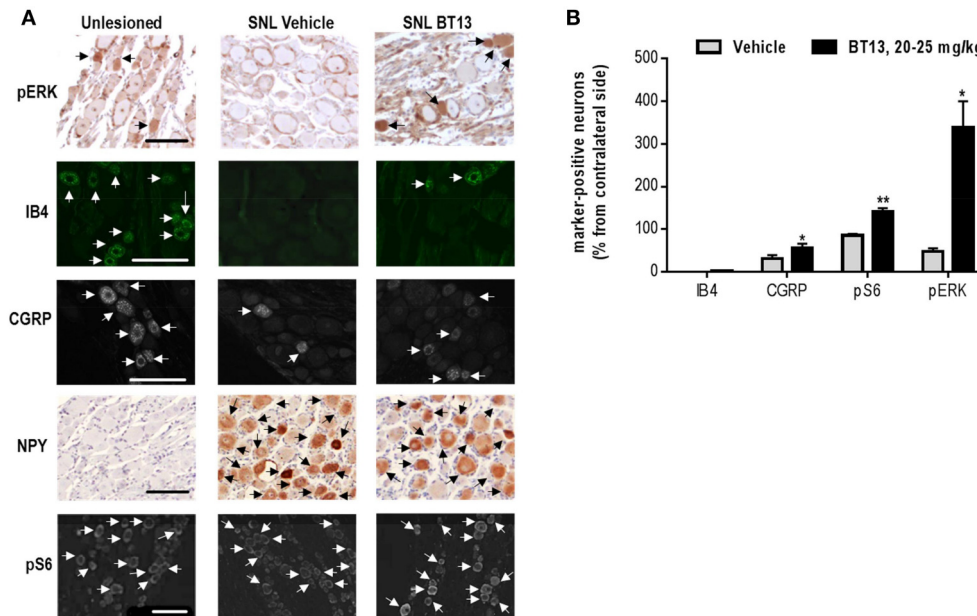 A
Unlesioned
SNL Vehicle
SNL BT13
pERK
IB4
CGRP
NPY
pS6
B
Vehicle
BT13, 20-25 mg/kg
marker-positive neurons
(% from contralateral side)
500
400
300
200
100
0
*
**
*
IB4
CGRP
pS6
pERK